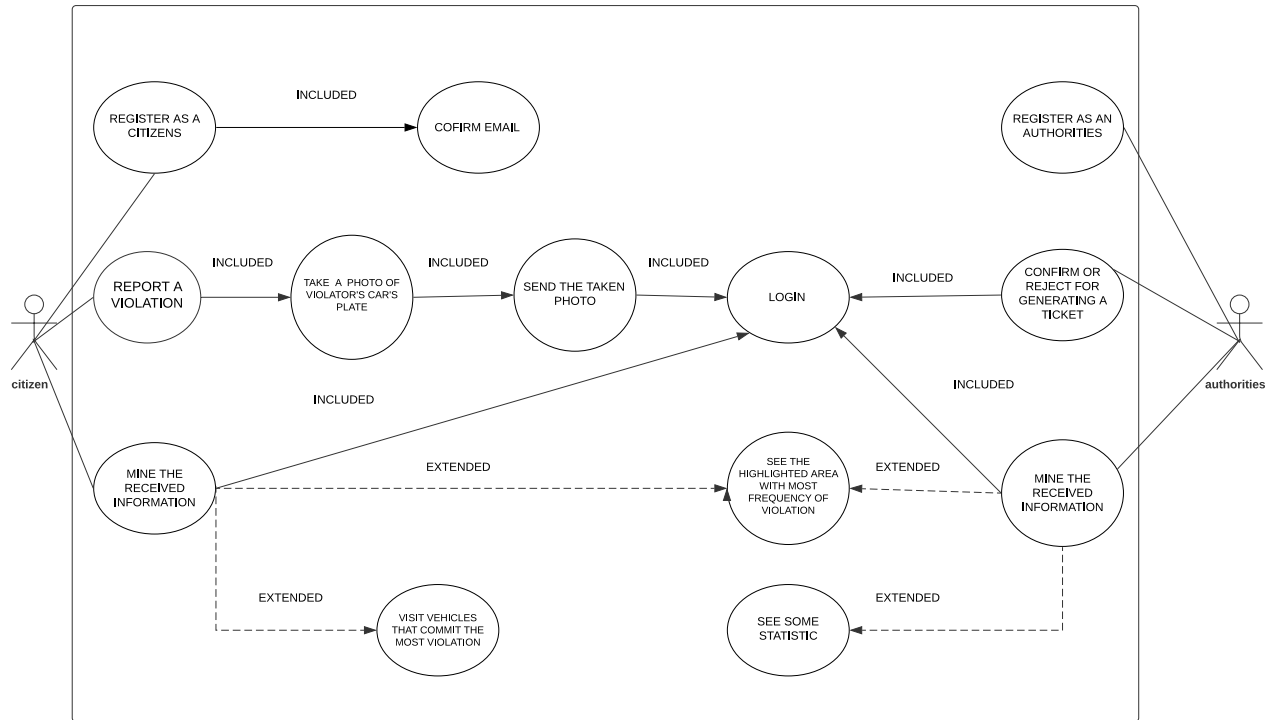 INCLUDED
REGISTER AS A
CITIZENS
COFIRM EMAIL
REGISTER AS AN
AUTHORITIES
INCLUDED
INCLUDED
INCLUDED
INCLUDED
REPORT A
VIOLATION
TAKE A PHOTO OF
VIOLATOR'S CAR'S
PLATE
SEND THE TAKEN
PHOTO
LOGIN
CONFIRM OR
REJECT FOR
GENERATING A
TICKET
citizen
authorities
INCLUDED
INCLUDED
MINE THE
RECEIVED
INFORMATION
EXTENDED
SEE THE
HIGHLIGHTED AREA
WITH MOST
FREQUENCY OF
VIOLATION
EXTENDED
MINE THE
RECEIVED
INFORMATION
EXTENDED
EXTENDED
VISIT VEHICLES
THAT COMMIT THE
MOST VIOLATION
SEE SOME
STATISTIC